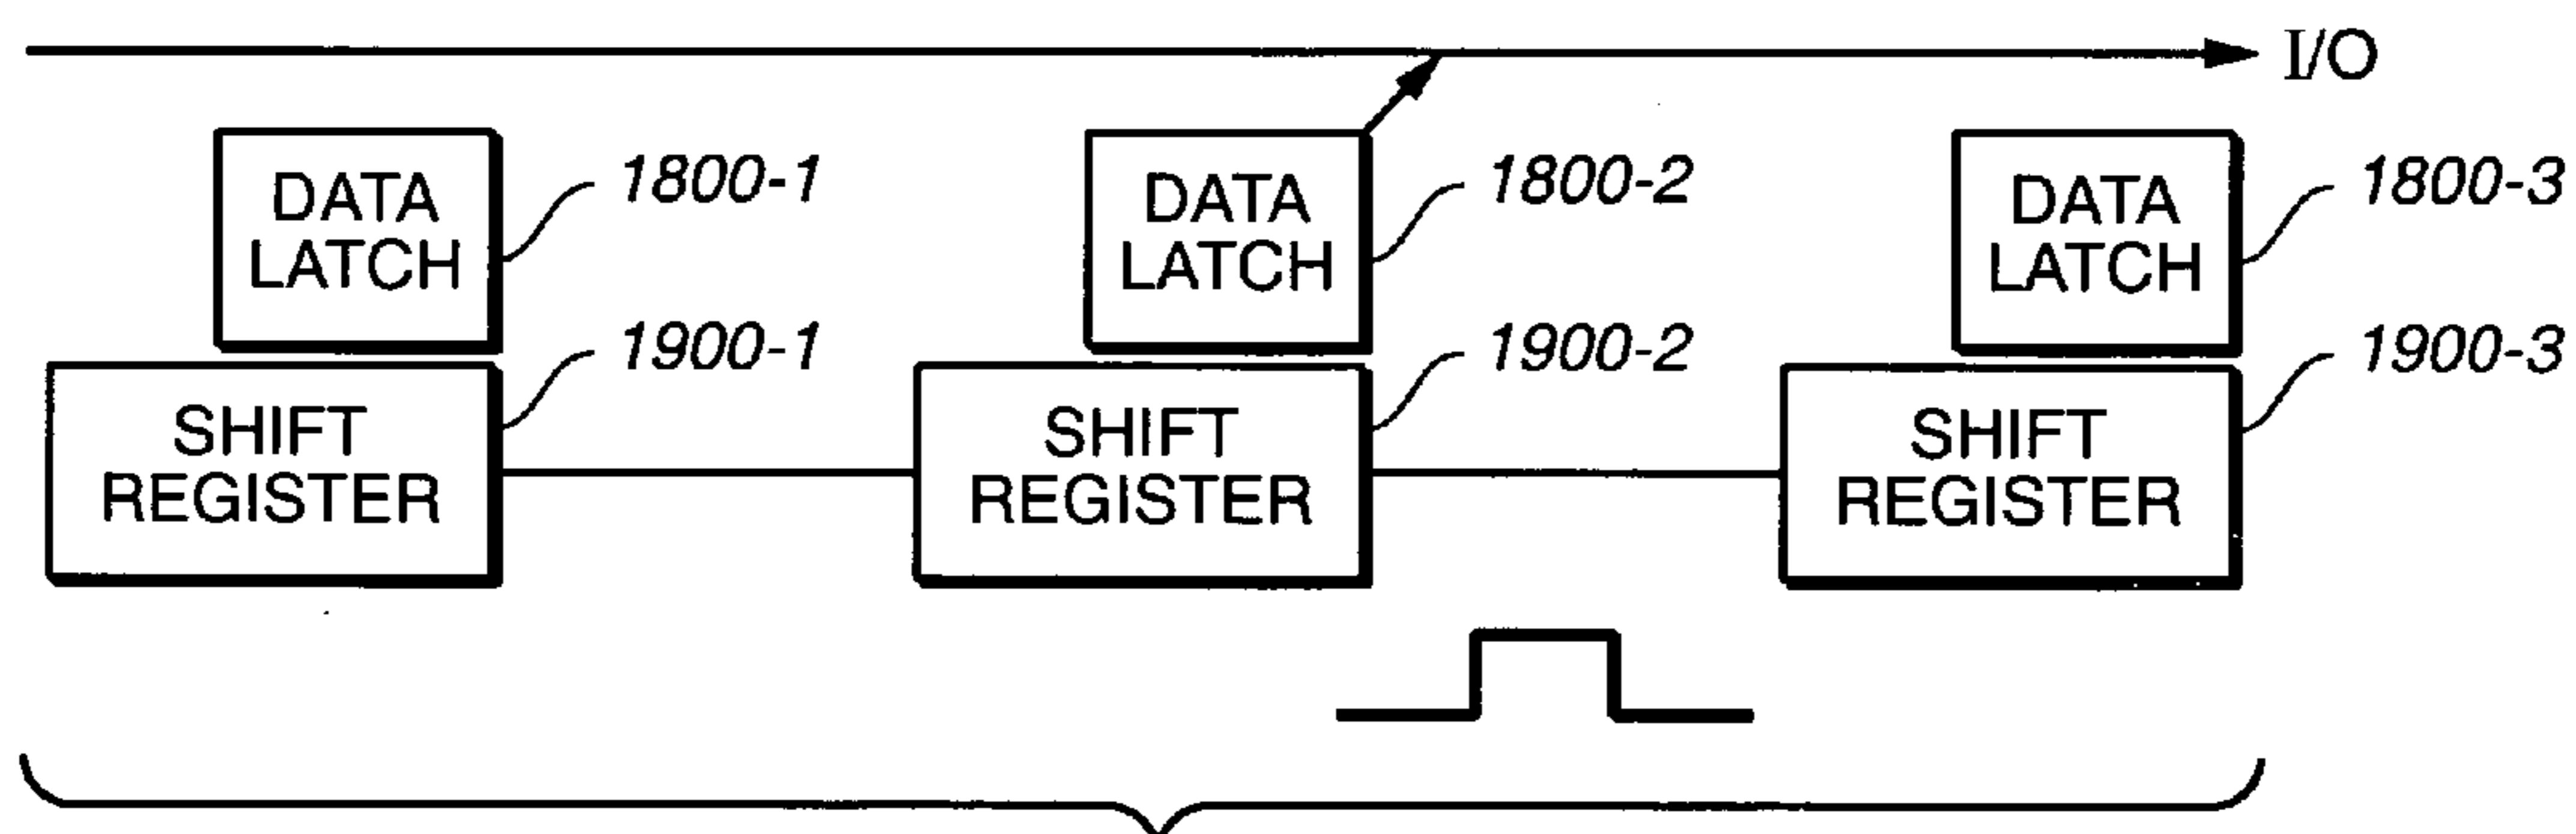 I/O
DATA
LATCH
1800-1
DATA
LATCH
1800-2
DATA
LATCH
1800-3
SHIFT
REGISTER
1900-1
SHIFT
REGISTER
1900-2
SHIFT
REGISTER
1900-3